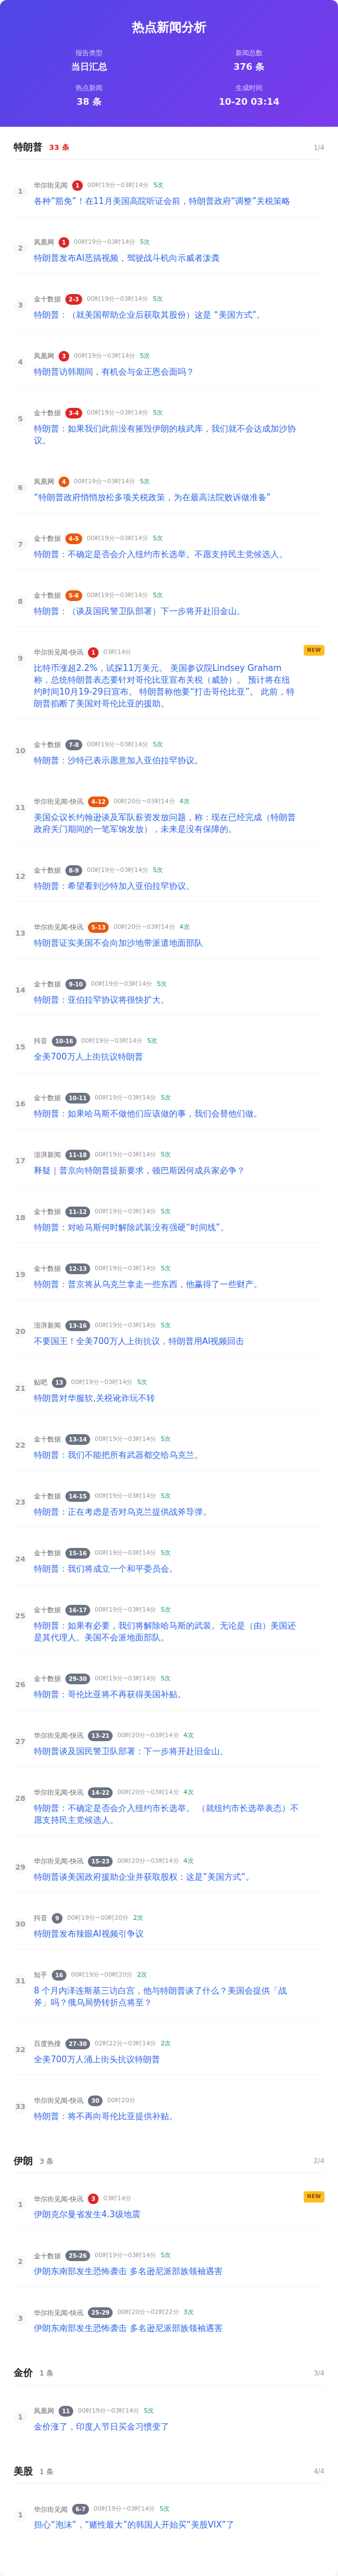 热点新闻分析
报告类型
新闻总数
当日汇总
376 条
热点新闻
生成时间
38 条
10-20 03:14
特朗普 33 条 1/4
1
华尔街见闻 1 00时19分~03时14分 5次
各种“豁免”！在11月美国高院听证会前，特朗普政府“调整”关税策略
2
凤凰网 1 00时19分~03时14分 5次
特朗普发布AI恶搞视频，驾驶战斗机向示威者泼粪
3
金十数据 2-3 00时19分~03时14分 5次
特朗普：（就美国帮助企业后获取其股份）这是 “美国方式”。
4
凤凰网 3 00时19分~03时14分 5次
特朗普访韩期间，有机会与金正恩会面吗？
5
金十数据 3-4 00时19分~03时14分 5次
特朗普：如果我们此前没有摧毁伊朗的核武库，我们就不会达成加沙协
议。
6
凤凰网 4 00时19分~03时14分 5次
“特朗普政府悄悄放松多项关税政策，为在最高法院败诉做准备”
7
金十数据 4-5 00时19分~03时14分 5次
特朗普：不确定是否会介入纽约市长选举。不愿支持民主党候选人。
8
金十数据 5-6 00时19分~03时14分 5次
特朗普：（谈及国民警卫队部署）下一步将开赴旧金山。
9
华尔街见闻-快讯 1 03时14分 NEW
比特币涨超2.2%，试探11万美元。 美国参议院Lindsey Graham
称，总统特朗普表态要针对哥伦比亚宣布关税（威胁）。 预计将在纽
约时间10月19-29日宣布。 特朗普称他要“打击哥伦比亚”。 此前，特
朗普掐断了美国对哥伦比亚的援助。
10
金十数据 7-8 00时19分~03时14分 5次
特朗普：沙特已表示愿意加入亚伯拉罕协议。
11
华尔街见闻-快讯 4-12 00时20分~03时14分 4次
美国众议长约翰逊谈及军队薪资发放问题，称：现在已经完成（特朗普
政府关门期间的一笔军饷发放），未来是没有保障的。
12
金十数据 8-9 00时19分~03时14分 5次
特朗普：希望看到沙特加入亚伯拉罕协议。
13
华尔街见闻-快讯 5-13 00时20分~03时14分 4次
特朗普证实美国不会向加沙地带派遣地面部队
14
金十数据 9-10 00时19分~03时14分 5次
特朗普：亚伯拉罕协议将很快扩大。
15
抖音 10-16 00时19分~03时14分 5次
全美700万人上街抗议特朗普
16
金十数据 10-11 00时19分~03时14分 5次
特朗普：如果哈马斯不做他们应该做的事，我们会替他们做。
17
澎湃新闻 11-18 00时19分~03时14分 5次
释疑｜普京向特朗普提新要求，顿巴斯因何成兵家必争？
18
金十数据 11-12 00时19分~03时14分 5次
特朗普：对哈马斯何时解除武装没有强硬“时间线”。
19
金十数据 12-13 00时19分~03时14分 5次
特朗普：普京将从乌克兰拿走一些东西，他赢得了一些财产。
20
澎湃新闻 13-16 00时19分~03时14分 5次
不要国王！全美700万人上街抗议，特朗普用AI视频回击
21
贴吧 13 00时19分~03时14分 5次
特朗普对华服软,关税讹诈玩不转
22
金十数据 13-14 00时19分~03时14分 5次
特朗普：我们不能把所有武器都交给乌克兰。
23
金十数据 14-15 00时19分~03时14分 5次
特朗普：正在考虑是否对乌克兰提供战斧导弹。
24
金十数据 15-16 00时19分~03时14分 5次
特朗普：我们将成立一个和平委员会。
25
金十数据 16-17 00时19分~03时14分 5次
特朗普：如果有必要，我们将解除哈马斯的武装。无论是（由）美国还
是其代理人。美国不会派地面部队。
26
金十数据 29-30 00时19分~03时14分 5次
特朗普：哥伦比亚将不再获得美国补贴。
27
华尔街见闻-快讯 13-21 00时20分~03时14分 4次
特朗普谈及国民警卫队部署：下一步将开赴旧金山。
28
华尔街见闻-快讯 14-22 00时20分~03时14分 4次
特朗普：不确定是否会介入纽约市长选举。 （就纽约市长选举表态）不
愿支持民主党候选人。
29
华尔街见闻-快讯 15-23 00时20分~03时14分 4次
特朗普谈美国政府援助企业并获取股权：这是“美国方式”。
30
抖音 9 00时19分~00时20分 2次
特朗普发布辣眼AI视频引争议
31
知乎 16 00时19分~00时20分 2次
8 个月内泽连斯基三访白宫，他与特朗普谈了什么？美国会提供「战
斧」吗？俄乌局势转折点将至？
32
百度热搜 27-30 02时22分~03时14分 2次
全美700万人涌上街头抗议特朗普
33
华尔街见闻-快讯 30 00时20分
特朗普：将不再向哥伦比亚提供补贴。
伊朗 3 条 2/4
1
华尔街见闻-快讯 3 03时14分 NEW
伊朗克尔曼省发生4.3级地震
2
金十数据 25-26 00时19分~03时14分 5次
伊朗东南部发生恐怖袭击 多名逊尼派部族领袖遇害
3
华尔街见闻-快讯 25-29 00时20分~02时22分 3次
伊朗东南部发生恐怖袭击 多名逊尼派部族领袖遇害
金价 1 条 3/4
1
凤凰网 11 00时19分~03时14分 5次
金价涨了，印度人节日买金习惯变了
美股 1 条 4/4
1
华尔街见闻 6-7 00时19分~03时14分 5次
担心“泡沫”，“赌性最大”的韩国人开始买“美股VIX”了